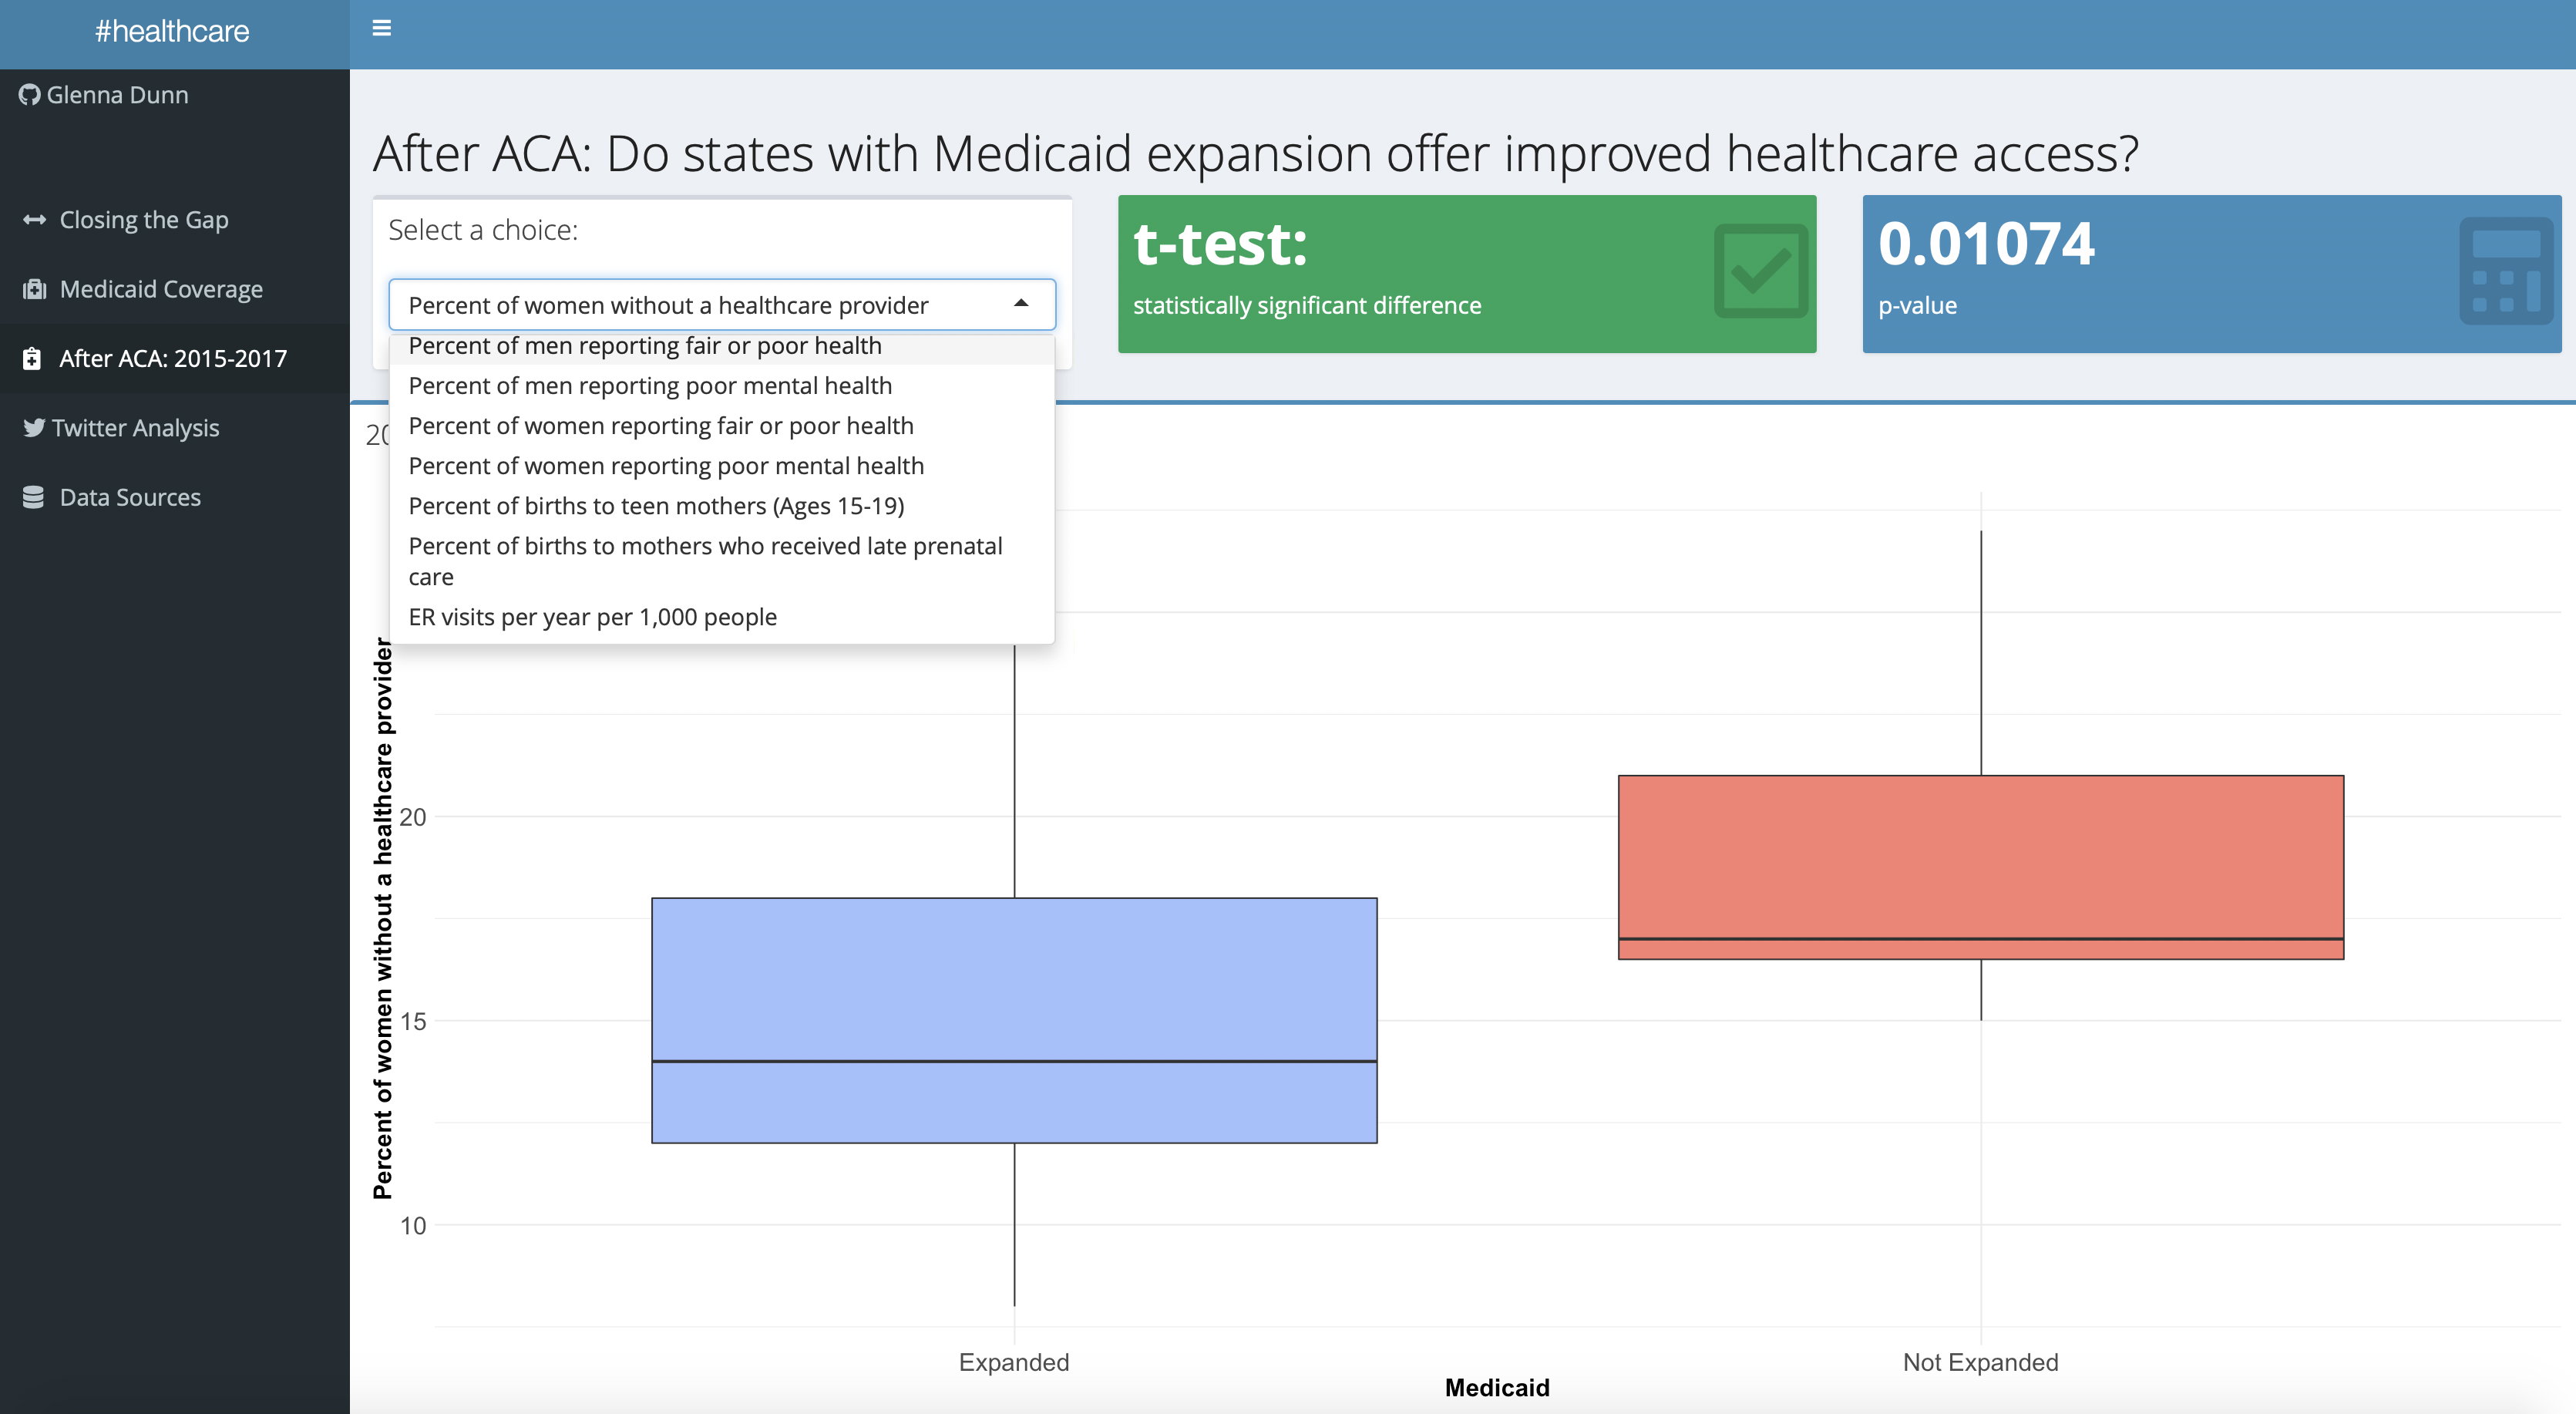 #healthcare
Glenna Dunn
Closing the Gap
Medicaid Coverage
After ACA: 2015-2017
Twitter Analysis
Data Sources
After ACA: Do states with Medicaid expansion offer improved healthcare access?
Select a choice:
Percent of women without a healthcare provider
Percent of men reporting fair or poor health
Percent of men reporting poor mental health
Percent of women reporting fair or poor health
Percent of women reporting poor mental health
Percent of births to teen mothers (Ages 15-19)
Percent of births to mothers who received late prenatal
care
ER visits per year per 1,000 people
t-test:
statistically significant difference
0.01074
p-value
Percent of women without a healthcare provider
20
15
10
Expanded
Not Expanded
Medicaid